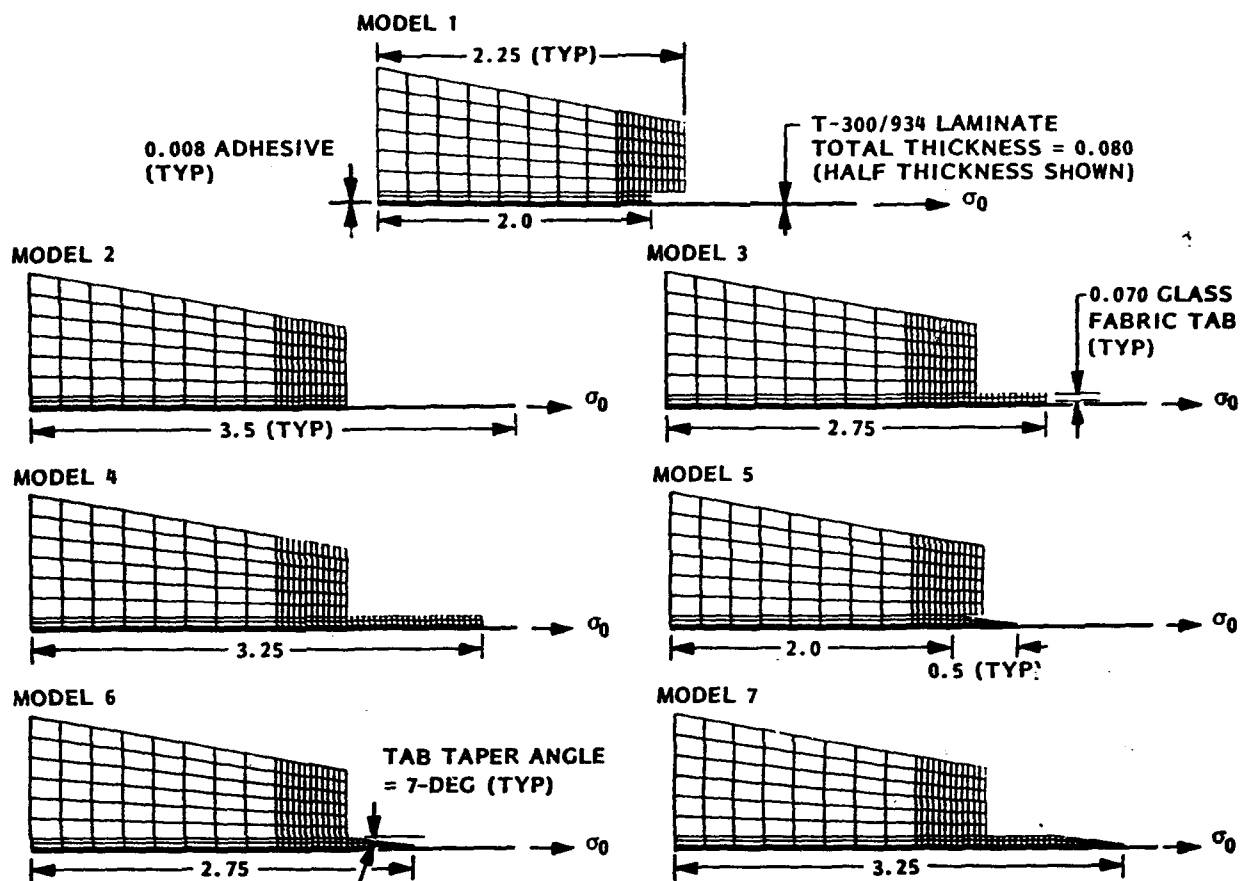 MODEL 1
2.25 (TYP)
0.008 ADHESIVE
(TYP)
T-300/934 LAMINATE
TOTAL THICKNESS = 0.080
(HALF THICKNESS SHOWN)
σ0
2.0
MODEL 2
σ0
3.5 (TYP)
MODEL 3
0.070 GLASS
FABRIC TAB
(TYP)
σ0
2.75
MODEL 4
σ0
3.25
MODEL 5
σ0
2.0
0.5 (TYP)
MODEL 6
TAB TAPER ANGLE
= 7-DEG (TYP)
σ0
2.75
MODEL 7
σ0
3.25